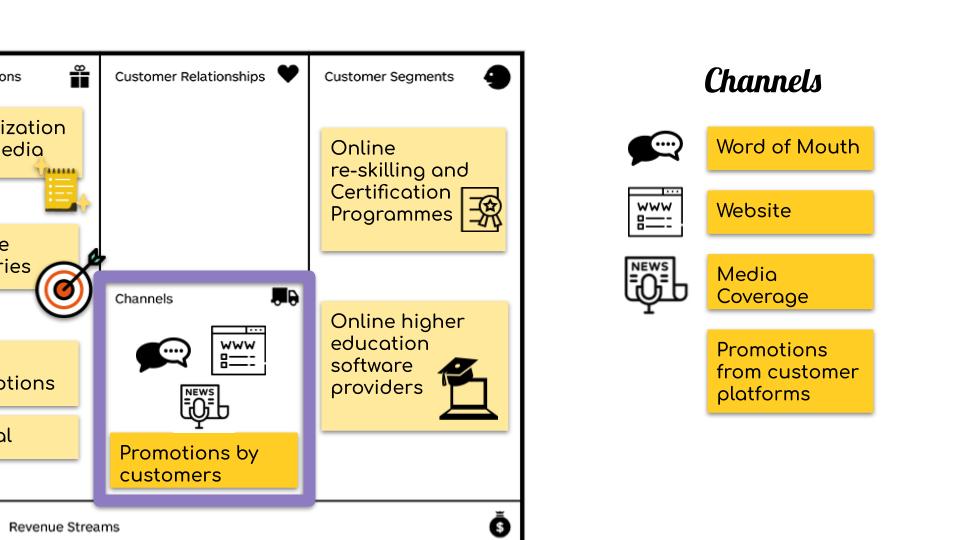 ons
Customer Relationships
Customer Segments
ization
edia
e
ries
otions
al
Online
re-skilling and
Certification
Programmes
Online higher
education
software
providers
Channels
WWW
NEWS
Promotions by
customers
Revenue Streams
$
Channels
Word of Mouth
WWW
Website
NEWS
Media
Coverage
Promotions
from customer
platforms